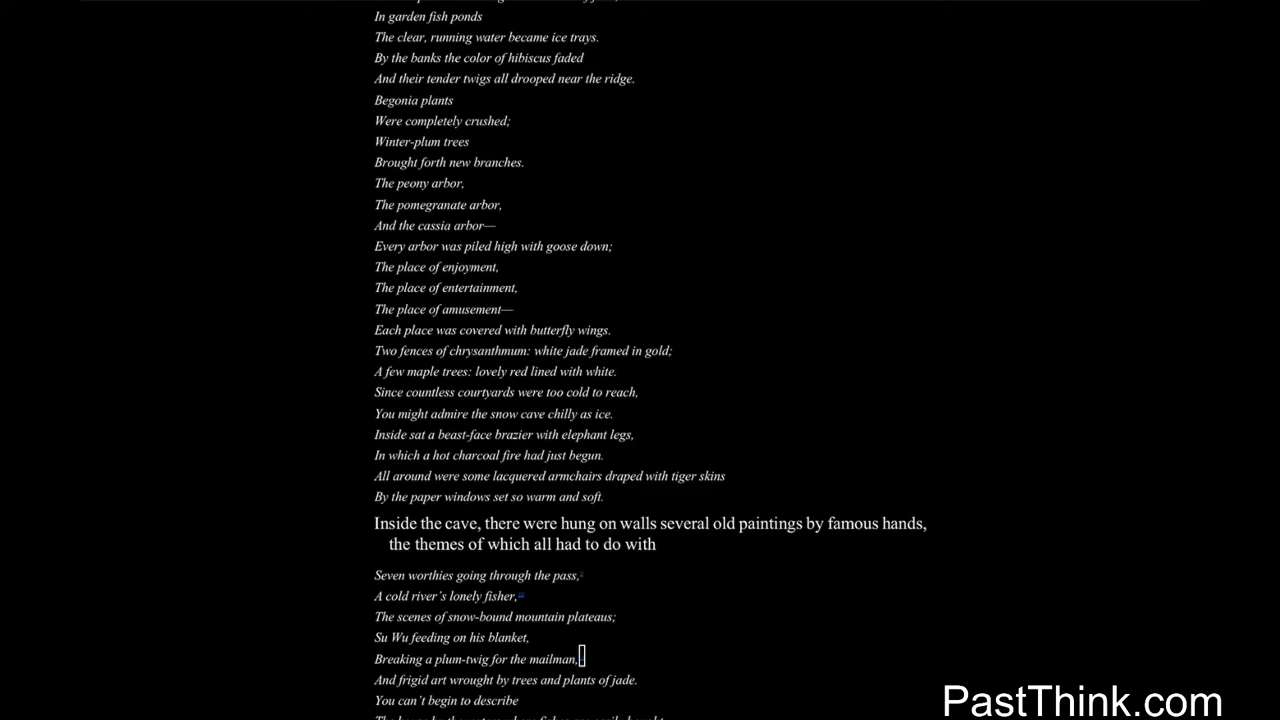 In garden fish ponds
The clear, running water became ice trays.
By the banks the color of hibiscus faded
And their tender twigs all drooped near the ridge.
Begonia plants
Were completely crushed;
Winter-plum trees
Brought forth new branches.
The peony arbor,
The pomegranate arbor,
And the cassia arbor—
Every arbor was piled high with goose down;
The place of enjoyment,
The place of entertainment,
The place of amusement—
Each place was covered with butterfly wings.
Two fences of chrysanthmum: white jade framed in gold;
A few maple trees: lovely red lined with white.
Since countless courtyards were too cold to reach,
You might admire the snow cave chilly as ice.
Inside sat a beast-face brazier with elephant legs,
In which a hot charcoal fire had just begun.
All around were some lacquered armchairs draped with tiger skins
By the paper windows set so warm and soft.
Inside the cave, there were hung on walls several old paintings by famous hands,
the themes of which all had to do with
Seven worthies going through the pass,
A cold river's lonely fisher,
The scenes of snow-bound mountain plateaus;
Su Wu feeding on his blanket,
Breaking a plum-twig for the mailman,
And frigid art wrought by trees and plants of jade.
You can't begin to describe
PastThink.com